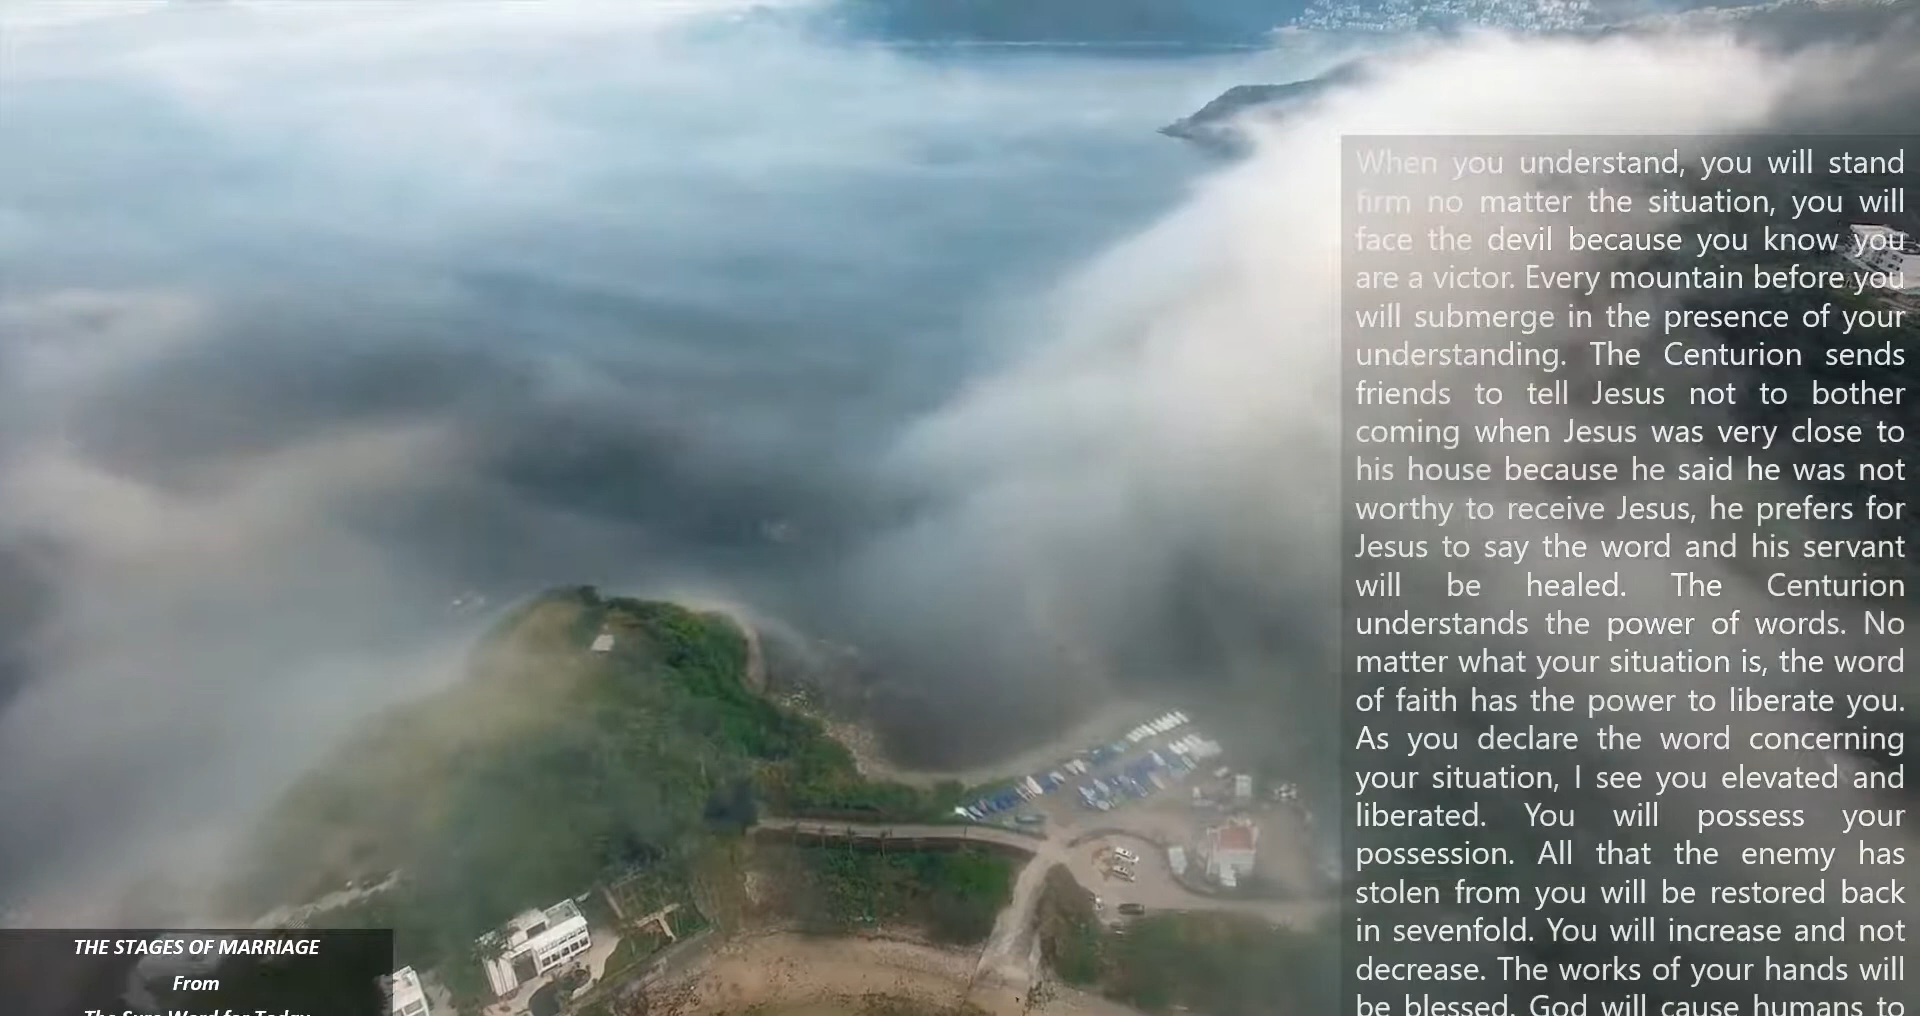 When you understand, you will stand
firm no matter the situation, you will
face the devil because you know you
are a victor. Every mountain before you
will submerge in the presence of your
understanding. The Centurion sends
friends to tell Jesus not to bother
coming when Jesus was very close to
his house because he said he was not
worthy to receive Jesus, he prefers for
Jesus to say the word and his servant
will be healed. The Centurion
understands the power of words. No
matter what your situation is, the word
of faith has the power to liberate you.
As you declare the word concerning
your situation, I see you elevated and
liberated. You will possess your
possession. All that the enemy has
stolen from you will be restored back
in sevenfold. You will increase and not
decrease. The works of your hands will
be blessed. God will cause humans to
THE STAGES OF MARRIAGE
From
The Sure Word for Today